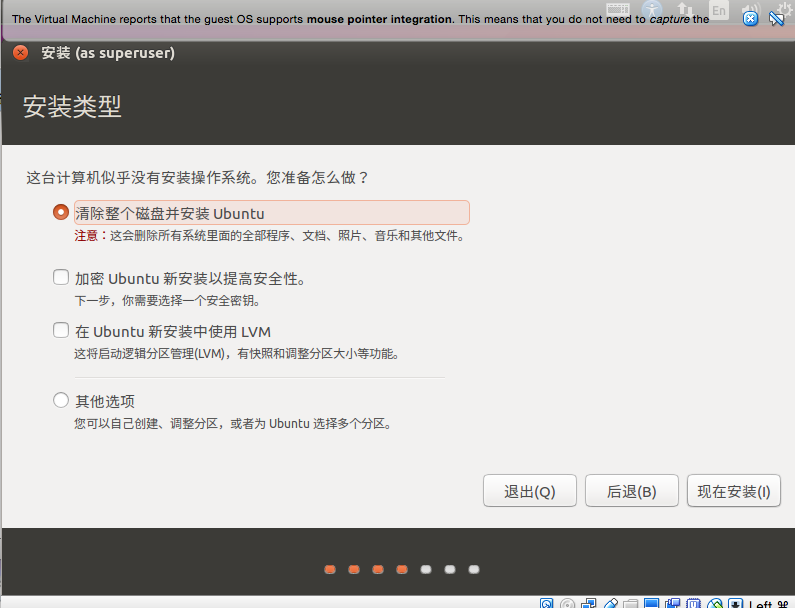 The Virtual Machine reports that the guest OS supports mouse pointer integration. This means that you do not need to capture the
En
安装 (as superuser)
安装类型
这台计算机似乎没有安装操作系统。您准备怎么做？
清除整个磁盘并安装 Ubuntu
注意：这会删除所有系统里面的全部程序、文档、照片、音乐和其他文件。
加密 Ubuntu 新安装以提高安全性。
下一步，你需要选择一个安全密钥。
在 Ubuntu 新安装中使用 LVM
这将启动逻辑分区管理(LVM)，有快照和调整分区大小等功能。
其他选项
您可以自己创建、调整分区，或者为 Ubuntu 选择多个分区。
退出(Q) 后退(B) 现在安装(I)
Left ⌘